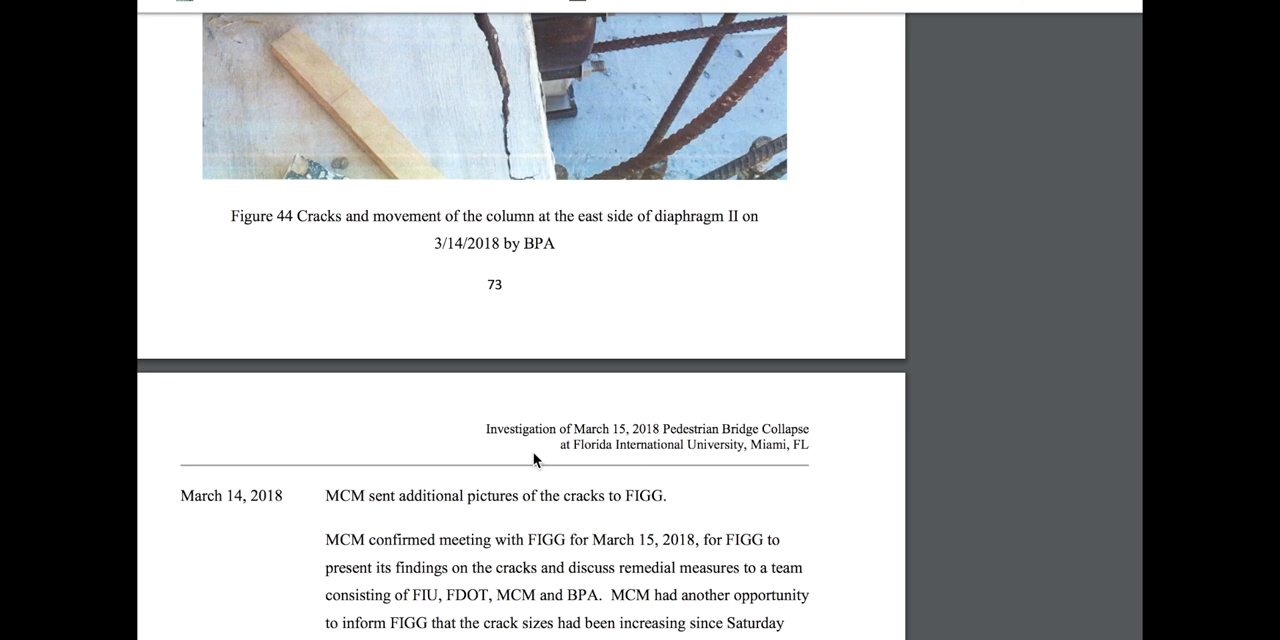 Figure 44 Cracks and movement of the column at the east side of diaphragm II on
3/14/2018 by BPA
73
Investigation of March 15, 2018 Pedestrian Bridge Collapse
at Florida International University, Miami, FL
March 14, 2018 MCM sent additional pictures of the cracks to FIGG.
MCM confirmed meeting with FIGG for March 15, 2018, for FIGG to
present its findings on the cracks and discuss remedial measures to a team
consisting of FIU, FDOT, MCM and BPA. MCM had another opportunity
to inform FIGG that the crack sizes had been increasing since Saturday